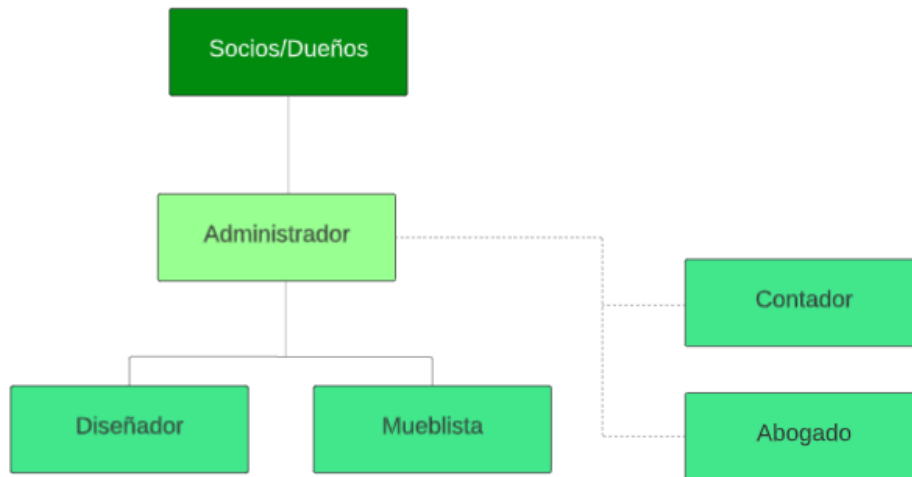 Socios/Dueños
Administrador
Contador
Diseñador
Mueblista
Abogado